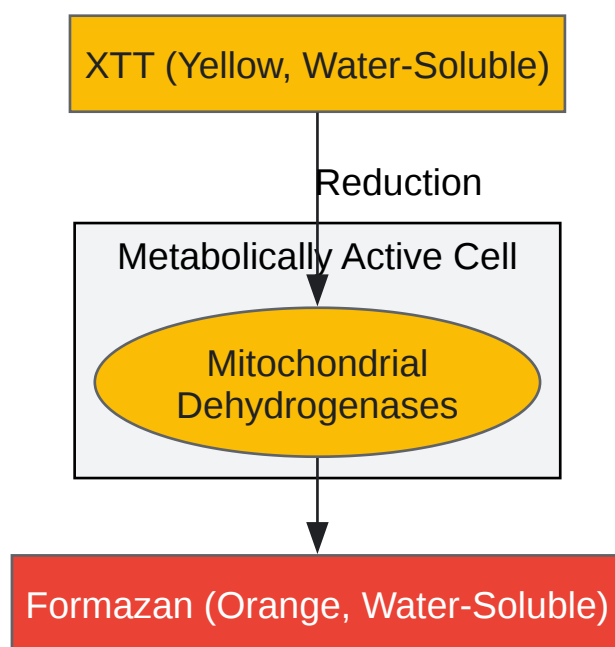 XTT (Yellow, Water-Soluble)
Reduction
Metabolically Active Cell
Mitochondrial
Dehydrogenases
Formazan (Orange, Water-Soluble)